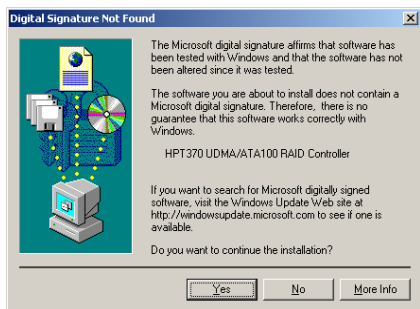 Digital Signature Not Found
The Microsoft digital signature affirms that software has
been tested with Windows and that the software has not
been altered since it was tested.
The software you are about to install does not contain a
Microsoft digital signature. Therefore, there is no
guarantee that this software works correctly with
Windows.
HPT370 UDMA/ATA100 RAID Controller
If you want to search for Microsoft digitally signed
software, visit the Windows Update Web site at
http://windowsupdate.microsoft.com to see if one is
available.
Do you want to continue the installation?
Yes No More Info